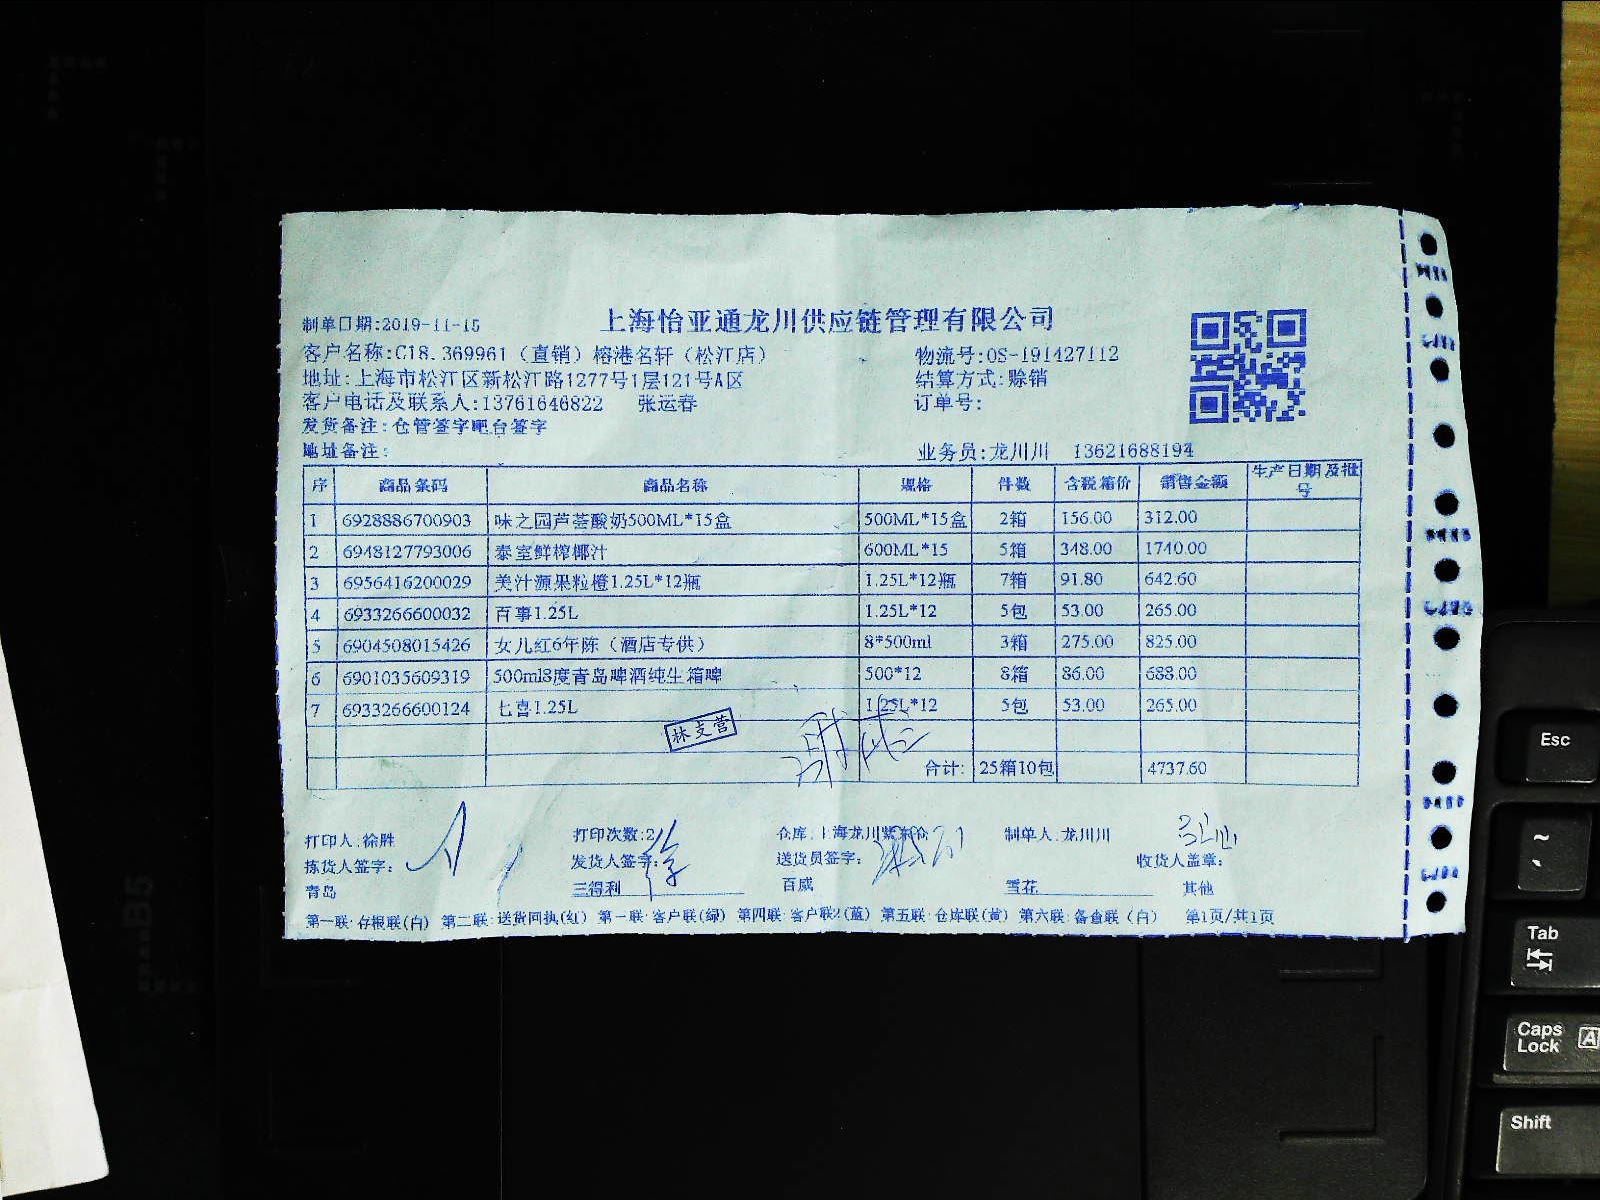 上海怡亚通龙川供应链管理有限公司
制单日期:2019-11-15
客户名称:C18.369961（直销）榕港名轩（松江店） 物流号:OS-191427112
地址:上海市松江区新松江路1277号1层121号A区 结算方式:赊销
客户电话及联系人:13761646822 张运春 订单号:
发货备注:仓管签字吧台签字
地址备注: 业务员:龙川川 13621688194
序 商品条码 商品名称 规格 件数 含税箱价 销售金额 生产日期及批号
1 6928886700903 味之园芦荟酸奶500ML*15盒 500ML*15盒 2箱 156.00 312.00
2 6948127793006 泰室鲜榨椰汁 600ML*15 5箱 348.00 1740.00
3 6956416200029 美汁源果粒橙1.25L*12瓶 1.25L*12瓶 7箱 91.80 642.60
4 6933266600032 百事1.25L 1.25L*12 5包 53.00 265.00
5 6904508015426 女儿红6年陈（酒店专供） 8*500ml 3箱 275.00 825.00
6 6901035609319 500ml8度青岛啤酒纯生箱啤 500*12 8箱 86.00 688.00
7 6933266600124 七喜1.25L 1.25L*12 5包 53.00 265.00
林支营
合计: 25箱10包 4737.60
打印人:徐胜 打印次数:2 仓库:上海龙川紫东仓 制单人:龙川川
拣货人签字: 发货人签字: 送货员签字: 收货人盖章:
青岛 三得利 百威 雪花 其他
第一联:存根联(白) 第二联:送货回执(红) 第一联:客户联(绿) 第四联:客户联2(蓝) 第五联:仓库联(黄) 第六联:备查联（白） 第1页/共1页
Esc
~
Tab
Caps Lock A
Shift
B5